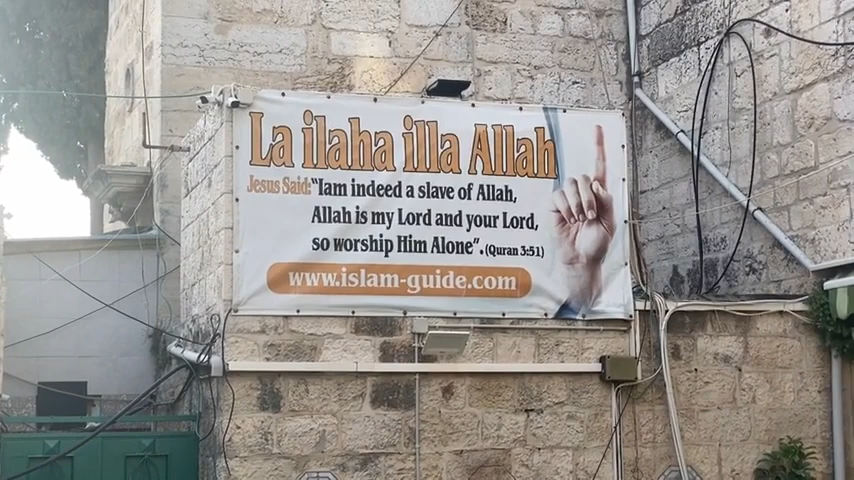 La ilaha illa Allah
Jesus Said:"Iam indeed a slave of Allah,
Allah is my Lord and your Lord,
so worship Him Alone". (Quran 3:51)
www.islam-guide.com